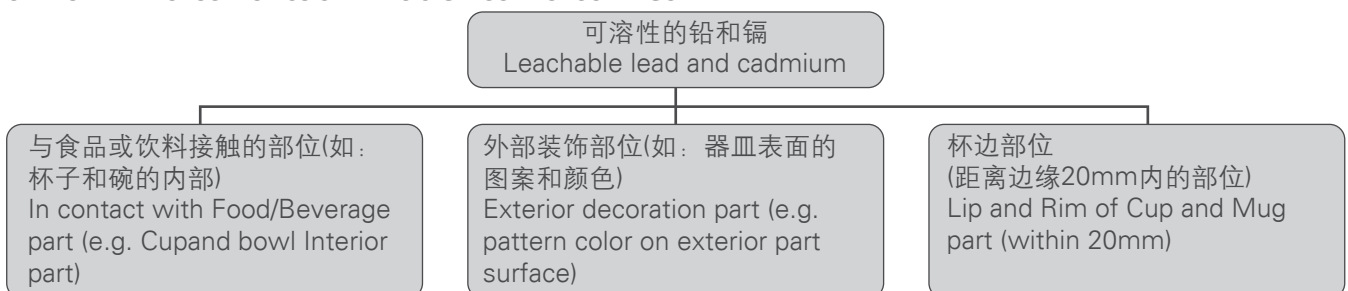 可溶性的铅和镉
Leachable lead and cadmium
与食品或饮料接触的部位(如：
杯子和碗的内部)
In contact with Food/Beverage
part (e.g. Cupand bowl Interior
part)
外部装饰部位(如：器皿表面的
图案和颜色)
Exterior decoration part (e.g.
pattern color on exterior part
surface)
杯边部位
(距离边缘20mm内的部位)
Lip and Rim of Cup and Mug
part (within 20mm)